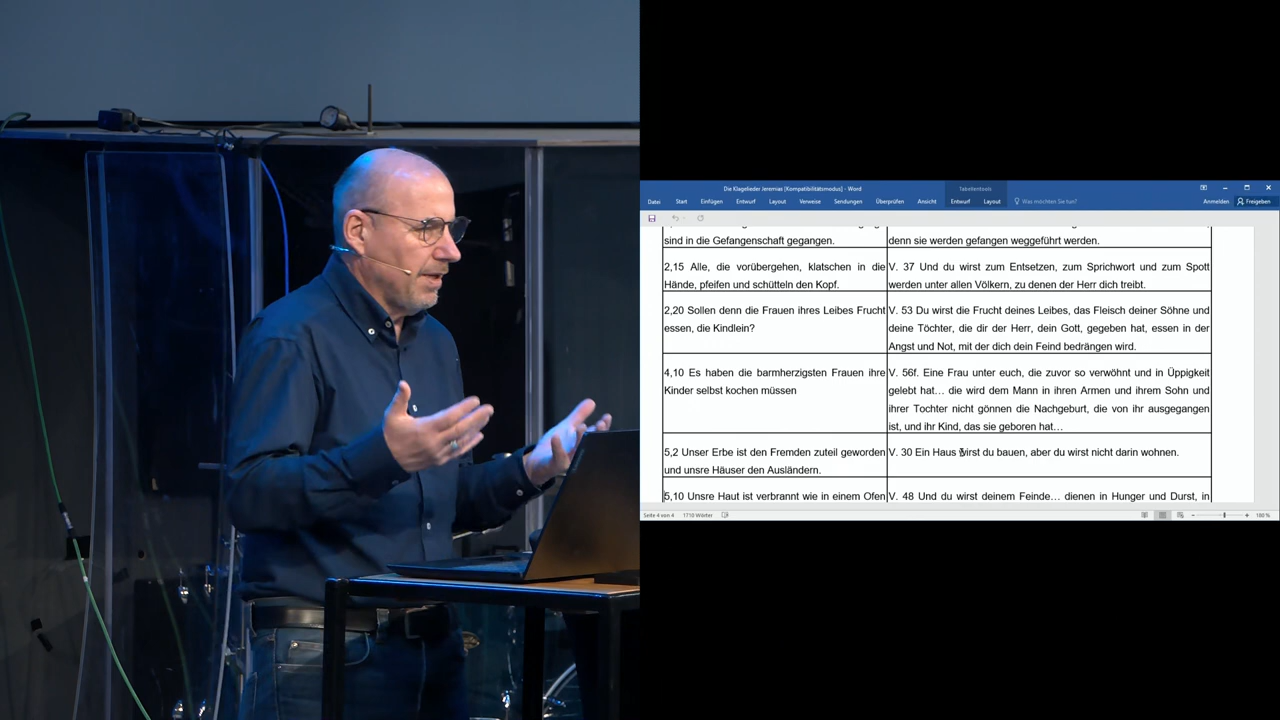 Die Klagelieder Jeremias [Kompatibilitätsmodus] - Word
Tabellentools
Datei Start Einfügen Entwurf Layout Verweise Sendungen Überprüfen Ansicht Entwurf Layout Was möchten Sie tun? Anmelden Freigeben
sind in die Gefangenschaft gegangen.
denn sie werden gefangen weggeführt werden.
2,15 Alle, die vorübergehen, klatschen in die
Hände, pfeifen und schütteln den Kopf.
V. 37 Und du wirst zum Entsetzen, zum Sprichwort und zum Spott
werden unter allen Völkern, zu denen der Herr dich treibt.
2,20 Sollen denn die Frauen ihres Leibes Frucht
essen, die Kindlein?
V. 53 Du wirst die Frucht deines Leibes, das Fleisch deiner Söhne und
deine Töchter, die dir der Herr, dein Gott, gegeben hat, essen in der
Angst und Not, mit der dich dein Feind bedrängen wird.
4,10 Es haben die barmherzigsten Frauen ihre
Kinder selbst kochen müssen
V. 56f. Eine Frau unter euch, die zuvor so verwöhnt und in Üppigkeit
gelebt hat… die wird dem Mann in ihren Armen und ihrem Sohn und
ihrer Tochter nicht gönnen die Nachgeburt, die von ihr ausgegangen
ist, und ihr Kind, das sie geboren hat…
5,2 Unser Erbe ist den Fremden zuteil geworden
und unsre Häuser den Ausländern.
V. 30 Ein Haus wirst du bauen, aber du wirst nicht darin wohnen.
5,10 Unsre Haut ist verbrannt wie in einem Ofen
V. 48 Und du wirst deinem Feinde… dienen in Hunger und Durst, in
Seite 4 von 4 1710 Wörter
180 %